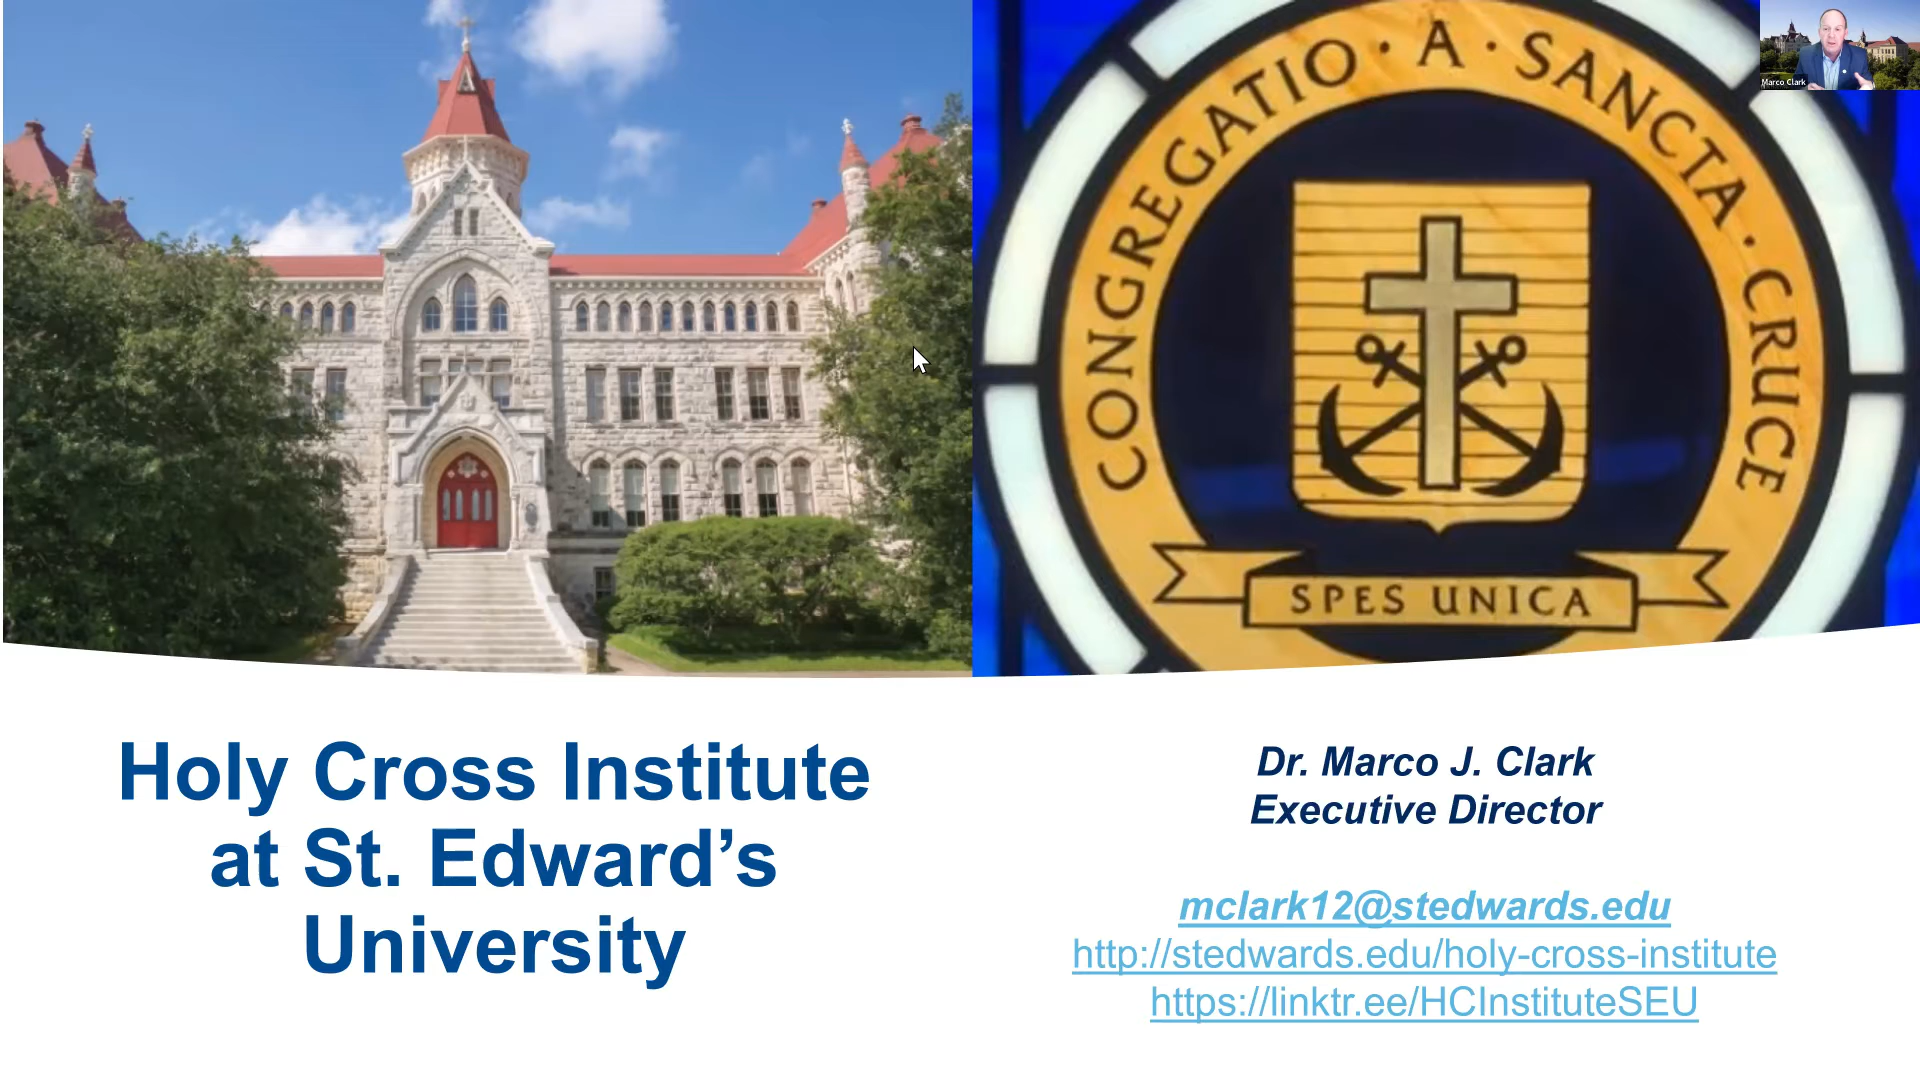 CONGREGATIO · A · SANCTA · CRUCE
SPES UNICA
Marco Clark
Holy Cross Institute
at St. Edward’s
University
Dr. Marco J. Clark
Executive Director
mclark12@stedwards.edu
http://stedwards.edu/holy-cross-institute
https://linktr.ee/HCInstituteSEU